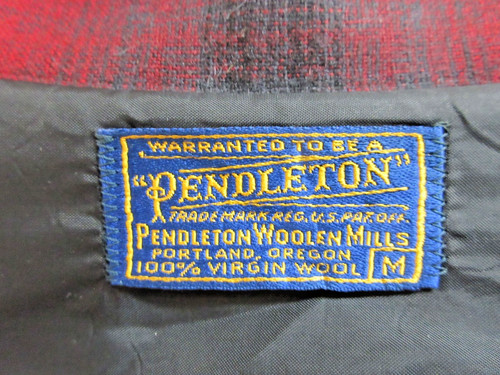 WARRANTED TO BE A
"PENDLETON"
TRADE MARK REG. U.S. PAT. OFF.
PENDLETON WOOLEN MILLS
PORTLAND, OREGON
100% VIRGIN WOOL M